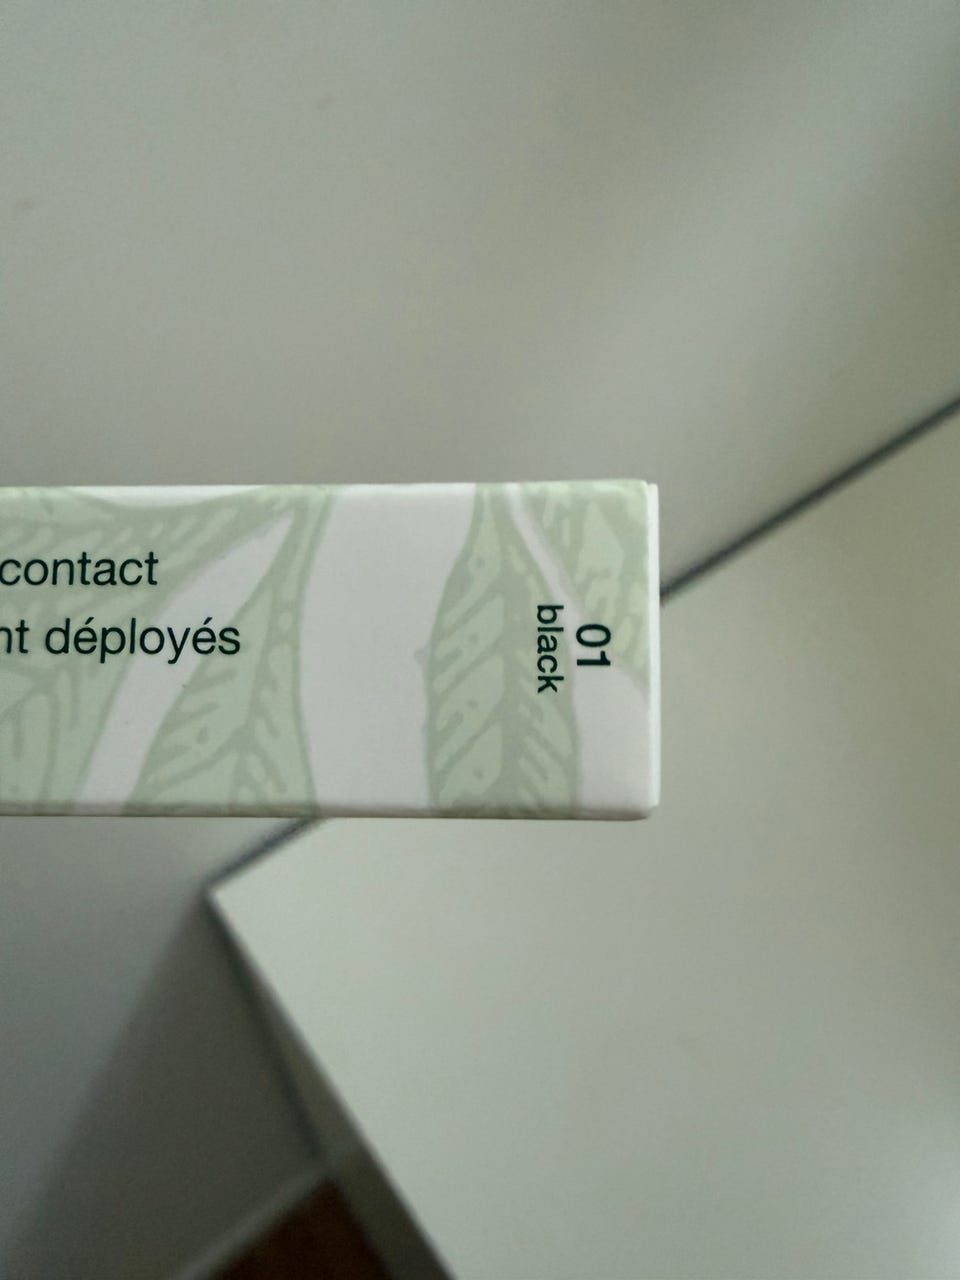 contact
nt déployés
01
black